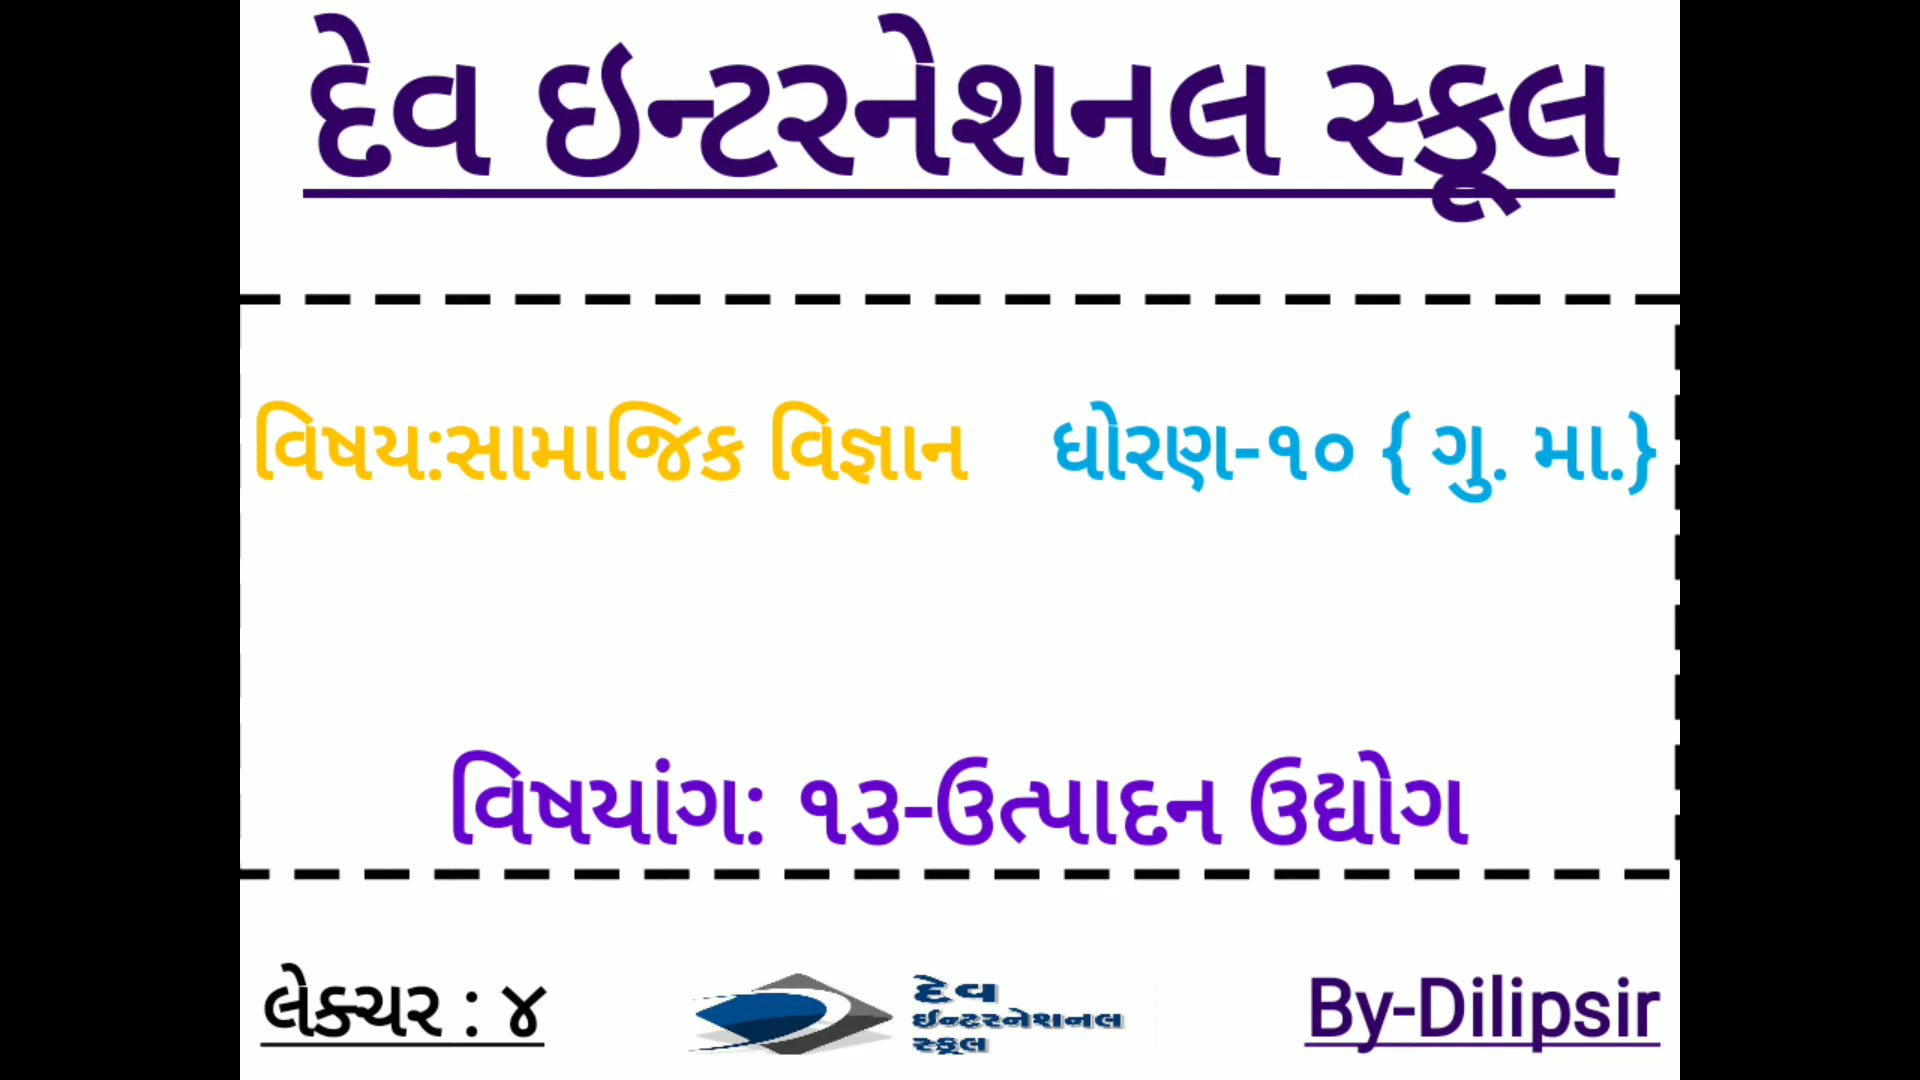 દેવ ઇન્ટરનેશનલ સ્કૂલ
વિષય:સામાજિક વિજ્ઞાન ધોરણ-૧૦ { ગુ. મા.}
વિષયાંગ: ૧૩-ઉત્પાદન ઉદ્યોગ
લેક્ચર : ૪
દેવ
ઇન્ટરનેશનલ
સ્કૂલ
By-Dilipsir